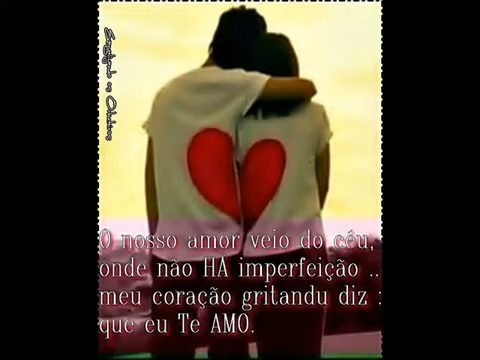 O nosso amor veio do céu,
onde não HA imperfeição ..
meu coração gritandu diz :
que eu Te AMO.